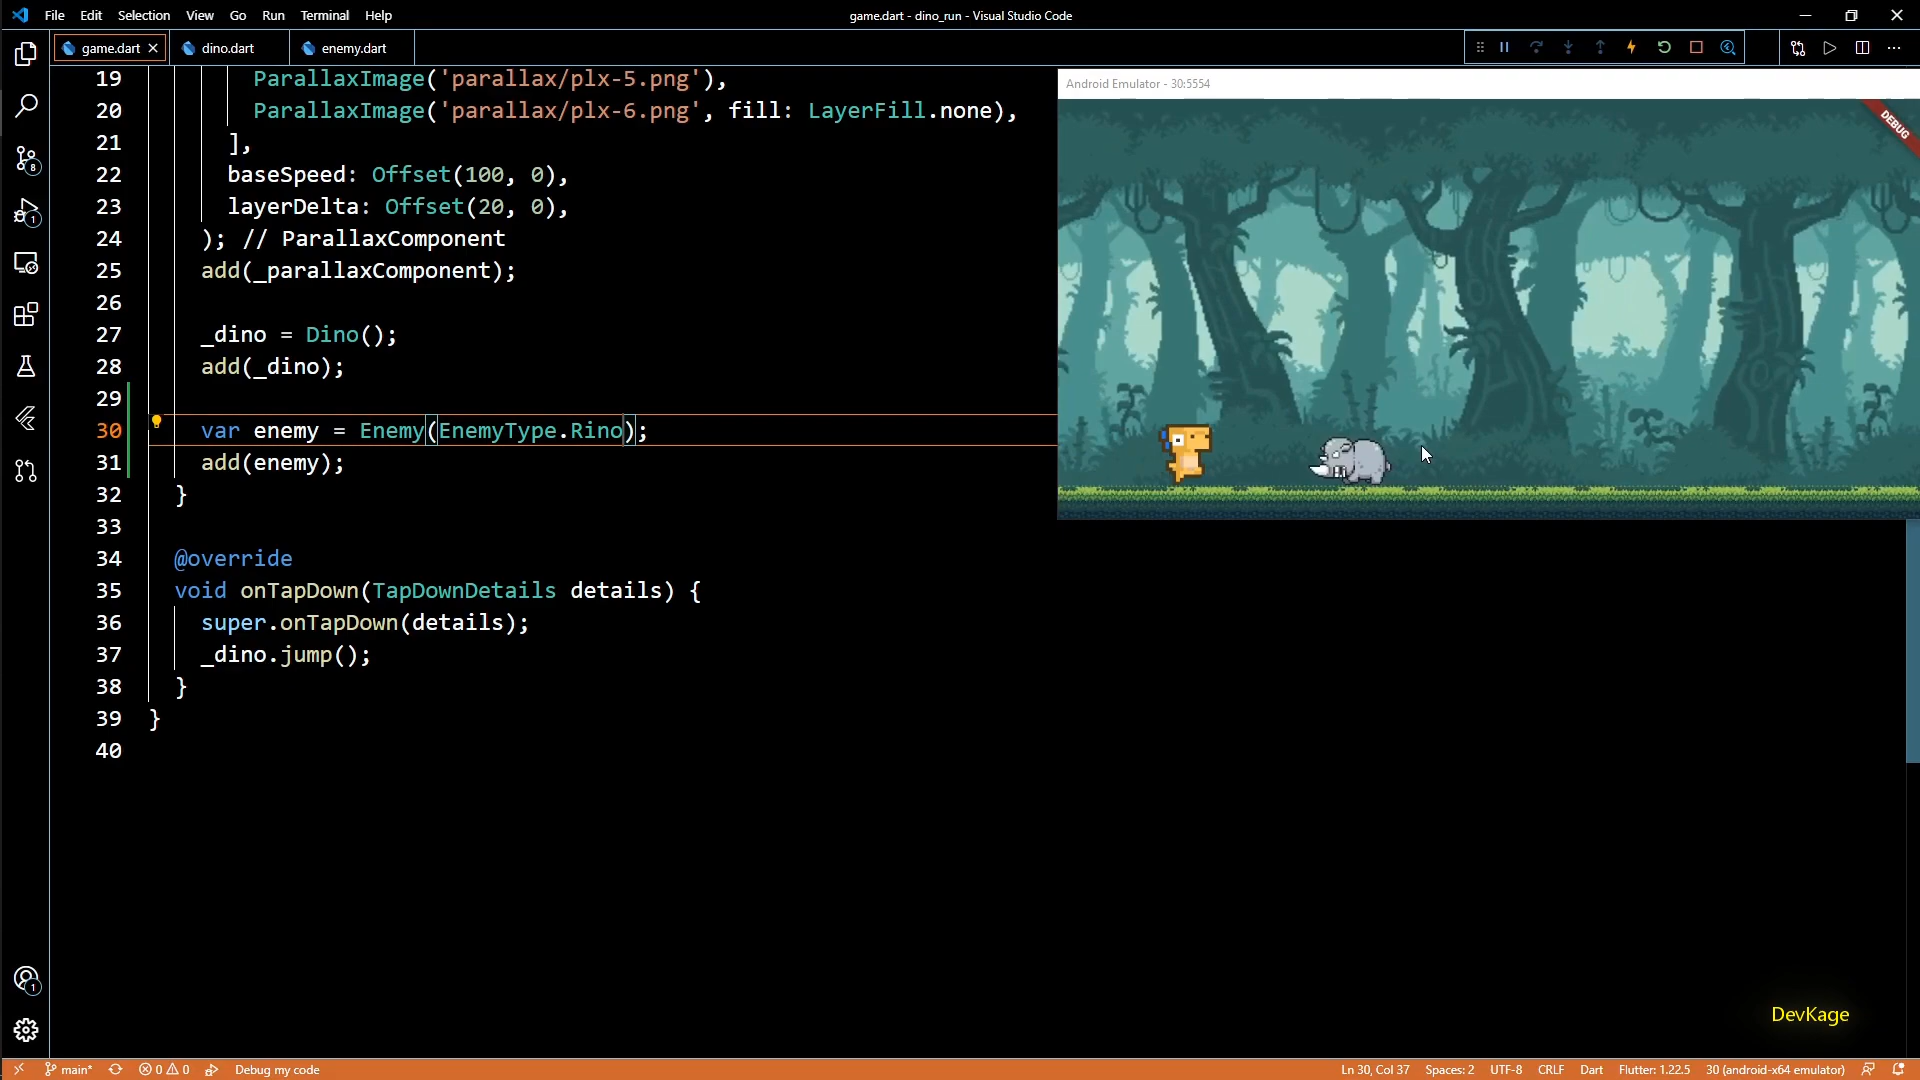 File Edit Selection View Go Run Terminal Help
game.dart - dino_run - Visual Studio Code
game.dart
dino.dart
enemy.dart
19 ParallaxImage('parallax/plx-5.png'),
20 ParallaxImage('parallax/plx-6.png', fill: LayerFill.none),
21 ],
22 baseSpeed: Offset(100, 0),
23 layerDelta: Offset(20, 0),
24 ); // ParallaxComponent
25 add(_parallaxComponent);
26
27 _dino = Dino();
28 add(_dino);
29
30 var enemy = Enemy(EnemyType.Rino);
31 add(enemy);
32 }
33
34 @override
35 void onTapDown(TapDownDetails details) {
36 super.onTapDown(details);
37 _dino.jump();
38 }
39 }
40
Android Emulator - 30:5554
DEBUG
8
1
1
DevKage
main* 0 0 Debug my code
Ln 30, Col 37 Spaces: 2 UTF-8 CRLF Dart Flutter: 1.22.5 30 (android-x64 emulator)